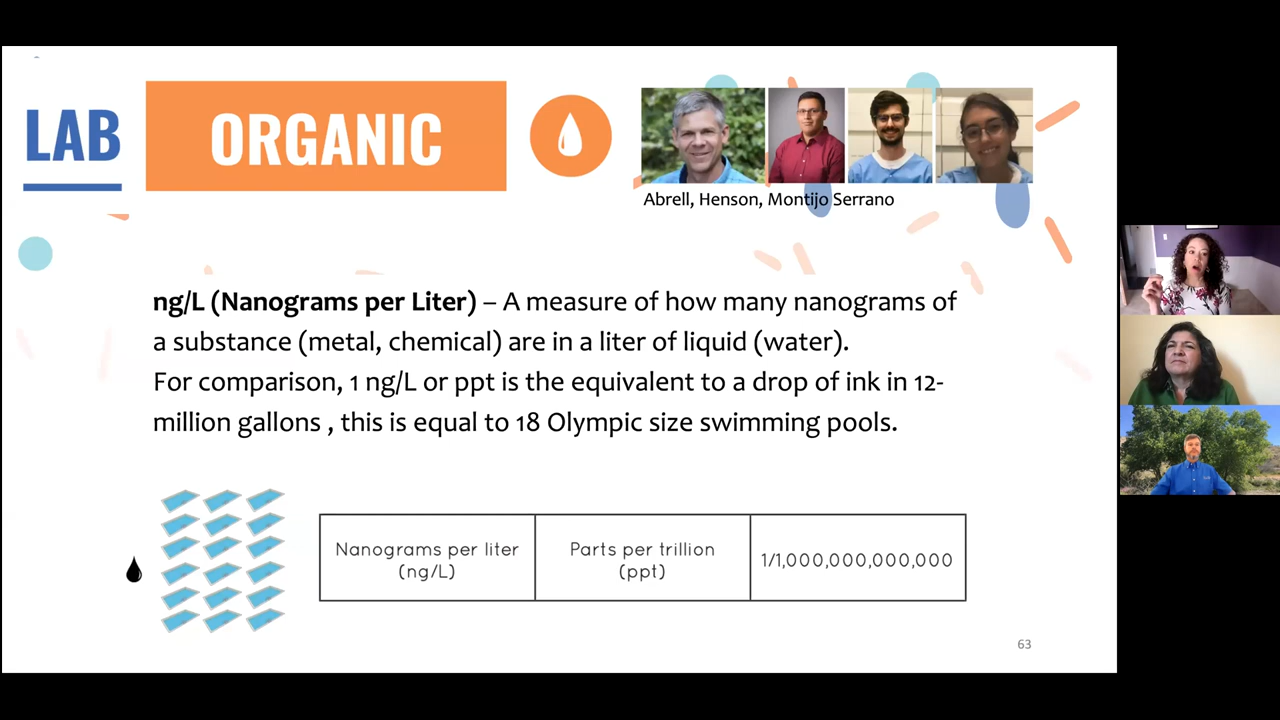 LAB
ORGANIC
Abrell, Henson, Montijo Serrano
ng/L (Nanograms per Liter) – A measure of how many nanograms of
a substance (metal, chemical) are in a liter of liquid (water).
For comparison, 1 ng/L or ppt is the equivalent to a drop of ink in 12-
million gallons , this is equal to 18 Olympic size swimming pools.
Nanograms per liter
(ng/L)
Parts per trillion
(ppt)
1/1,000,000,000,000
63